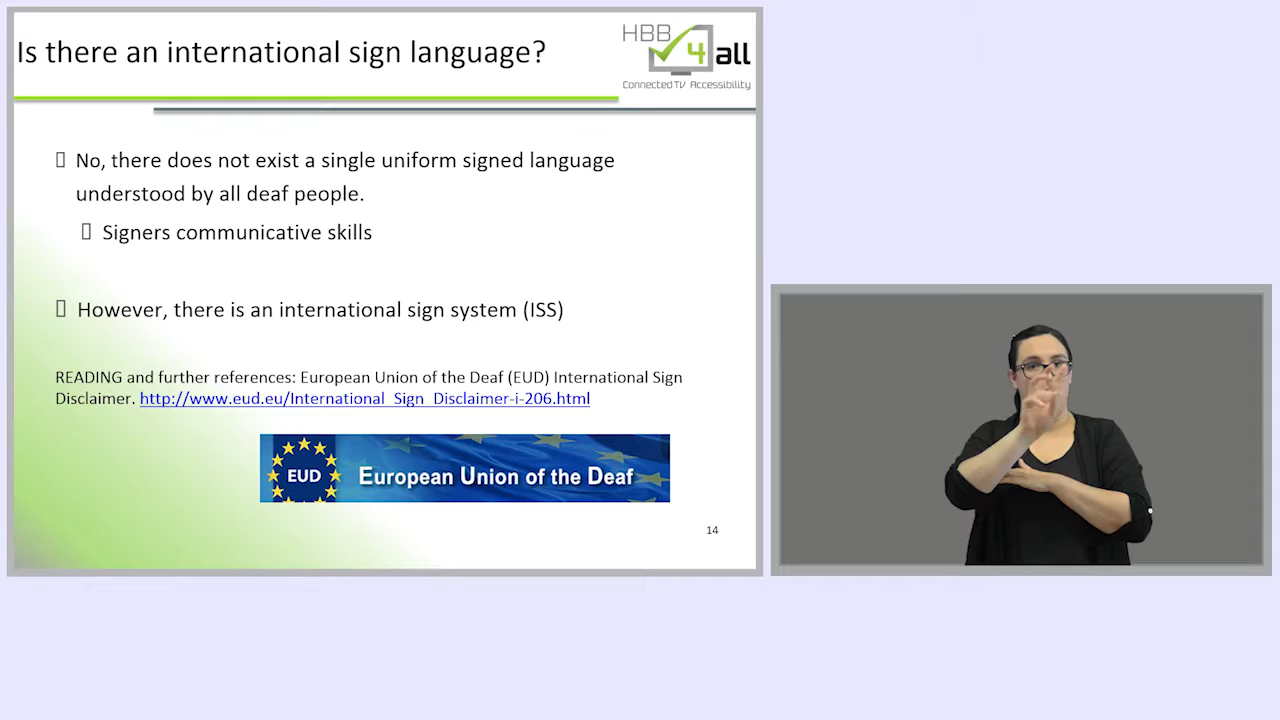 Is there an international sign language?
HBB
4
all
Connected TV Accessibility
No, there does not exist a single uniform signed language
understood by all deaf people.
Signers communicative skills
However, there is an international sign system (ISS)
READING and further references: European Union of the Deaf (EUD) International Sign
Disclaimer. http://www.eud.eu/International_Sign_Disclaimer-i-206.html
EUD
European Union of the Deaf
14